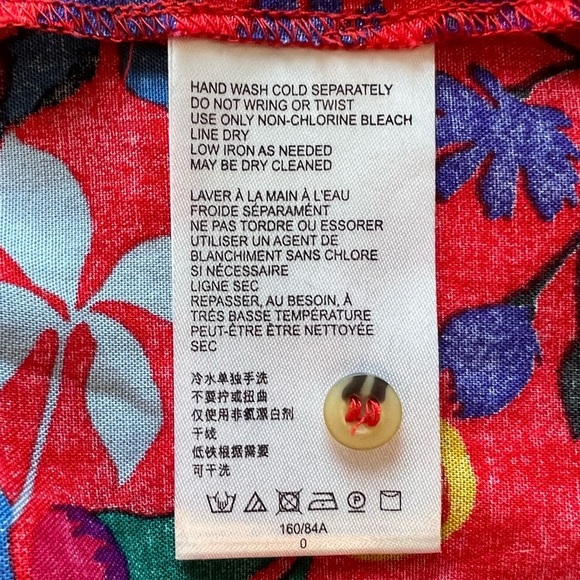 HAND WASH COLD SEPARATELY
DO NOT WRING OR TWIST
USE ONLY NON-CHLORINE BLEACH
LINE DRY
LOW IRON AS NEEDED
MAY BE DRY CLEANED
LAVER À LA MAIN À L'EAU
FROIDE SÉPARAMÉNT
NE PAS TORDRE OU ESSORER
UTILISER UN AGENT DE
BLANCHIMENT SANS CHLORE
SI NÉCESSAIRE
LIGNE SEC
REPASSER, AU BESOIN, À
TRÉS BASSE TEMPÉRATURE
PEUT-ÊTRE ÊTRE NETTOYÉE
SEC
冷水单独手洗
不要拧或扭曲
仅使用非氯漂白剂
干线
低铁根据需要
可干洗
160/84A
0